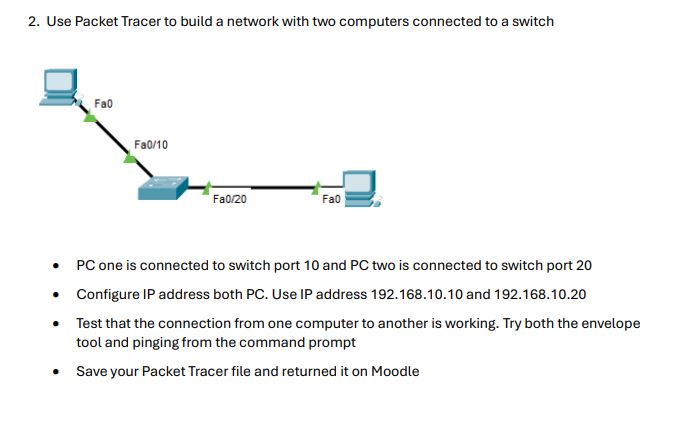 2. Use Packet Tracer to build a network with two computers connected to a switch
Fa0
Fa0/10
Fa0/20
Fa0
• PC one is connected to switch port 10 and PC two is connected to switch port 20
• Configure IP address both PC. Use IP address 192.168.10.10 and 192.168.10.20
• Test that the connection from one computer to another is working. Try both the envelope
tool and pinging from the command prompt
• Save your Packet Tracer file and returned it on Moodle